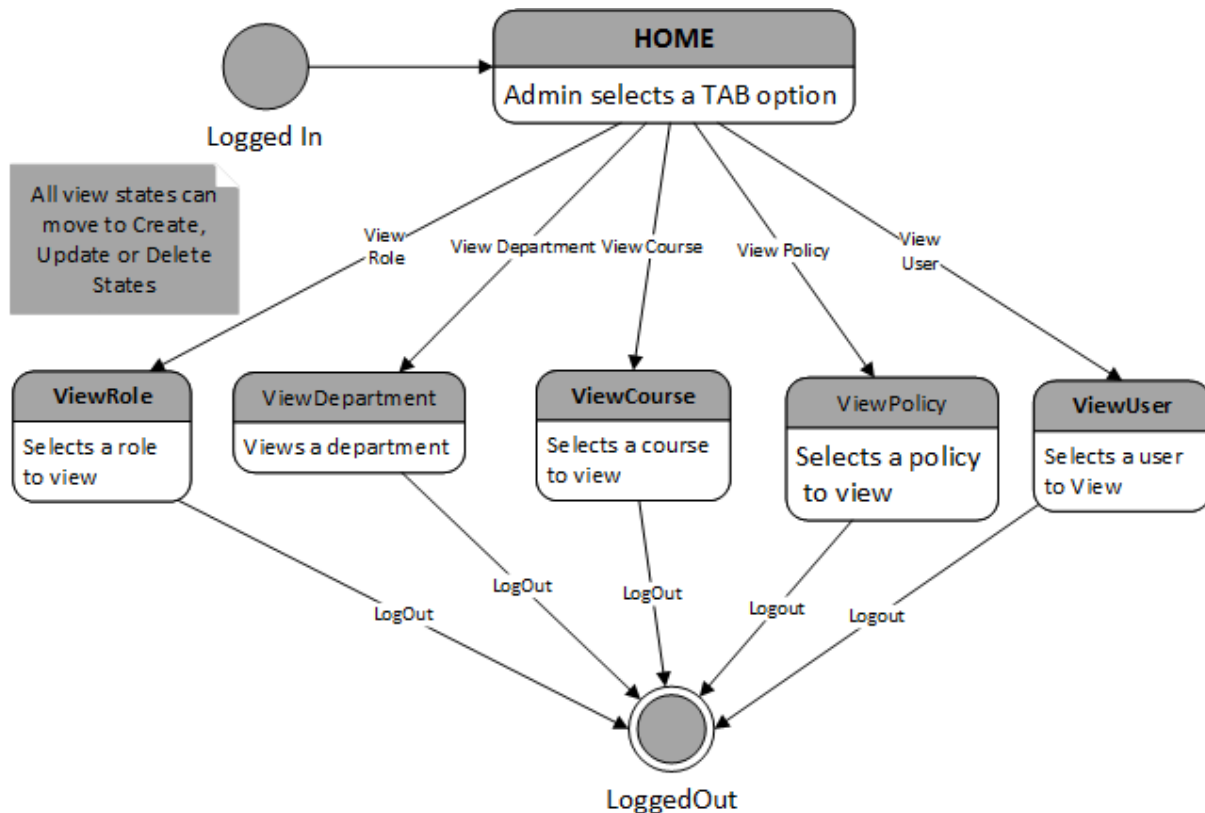 HOME
Admin selects a TAB option
Logged In
All view states can
move to Create,
Update or Delete
States
View
Role
View Department
View Course
View Policy
View
User
ViewRole
Selects a role
to view
ViewDepartment
Views a department
ViewCourse
Selects a course
to view
ViewPolicy
Selects a policy
to view
ViewUser
Selects a user
to View
LogOut
LogOut
LogOut
Logout
Logout
LoggedOut